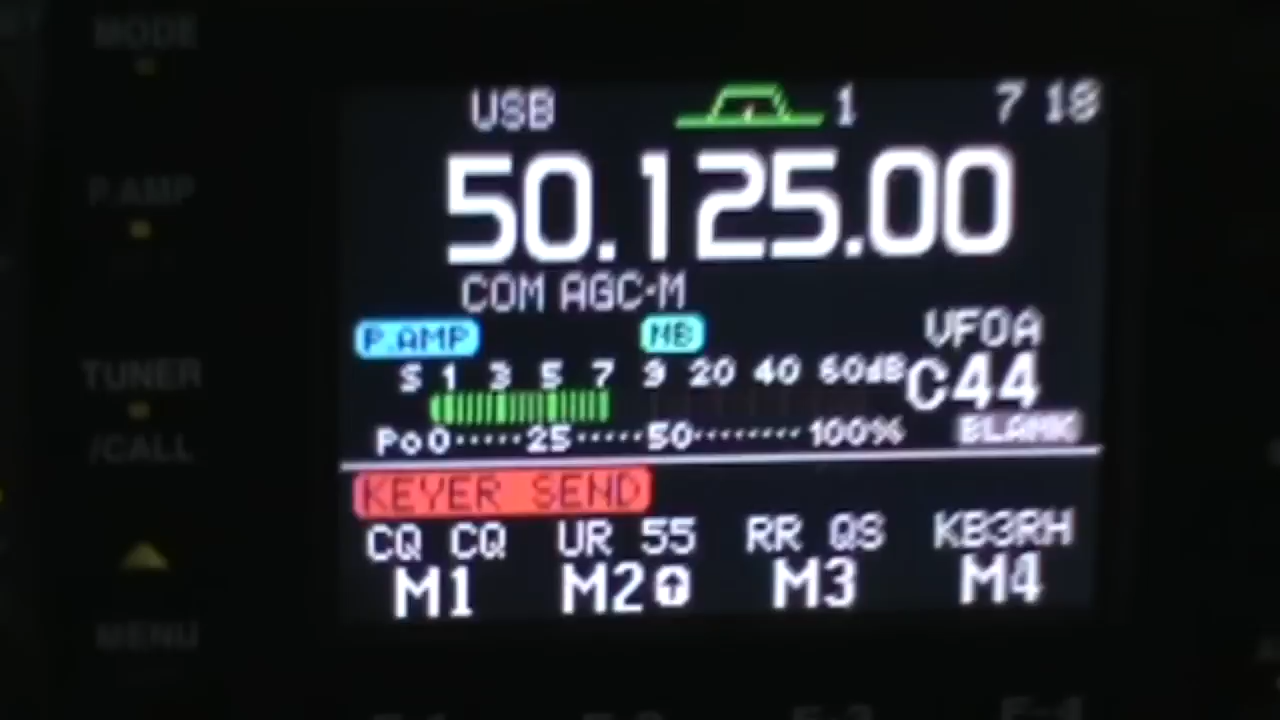 MODE
USB 1 7 18
50.125.00
P.AMP
COM AGC-M
P.AMP NB VFOA
TUNER
S 1 3 5 7 9 20 40 60dB C44
/CALL
Po0 25 50 100% BLANK
KEYER SEND
CQ CQ UR 55 RR QS KB3RH
M1 M2 M3 M4
MENU